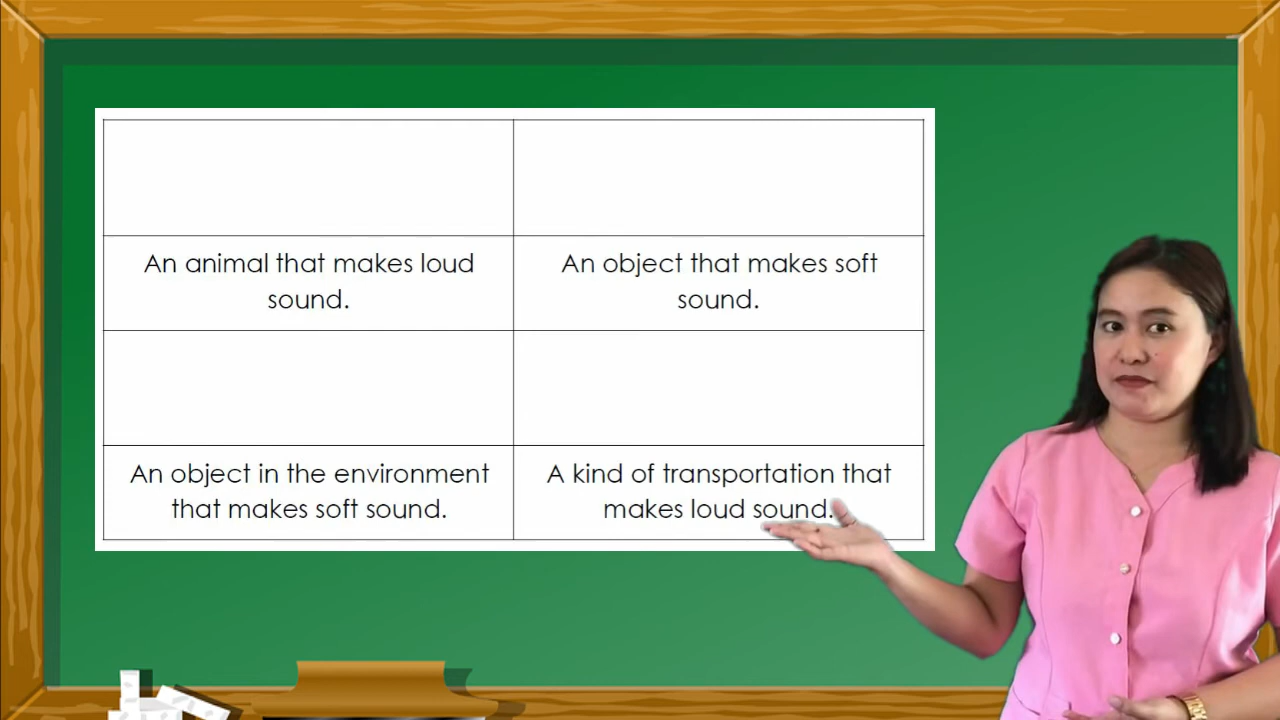 An animal that makes loud
sound.
An object that makes soft
sound.
An object in the environment
that makes soft sound.
A kind of transportation that
makes loud sound.